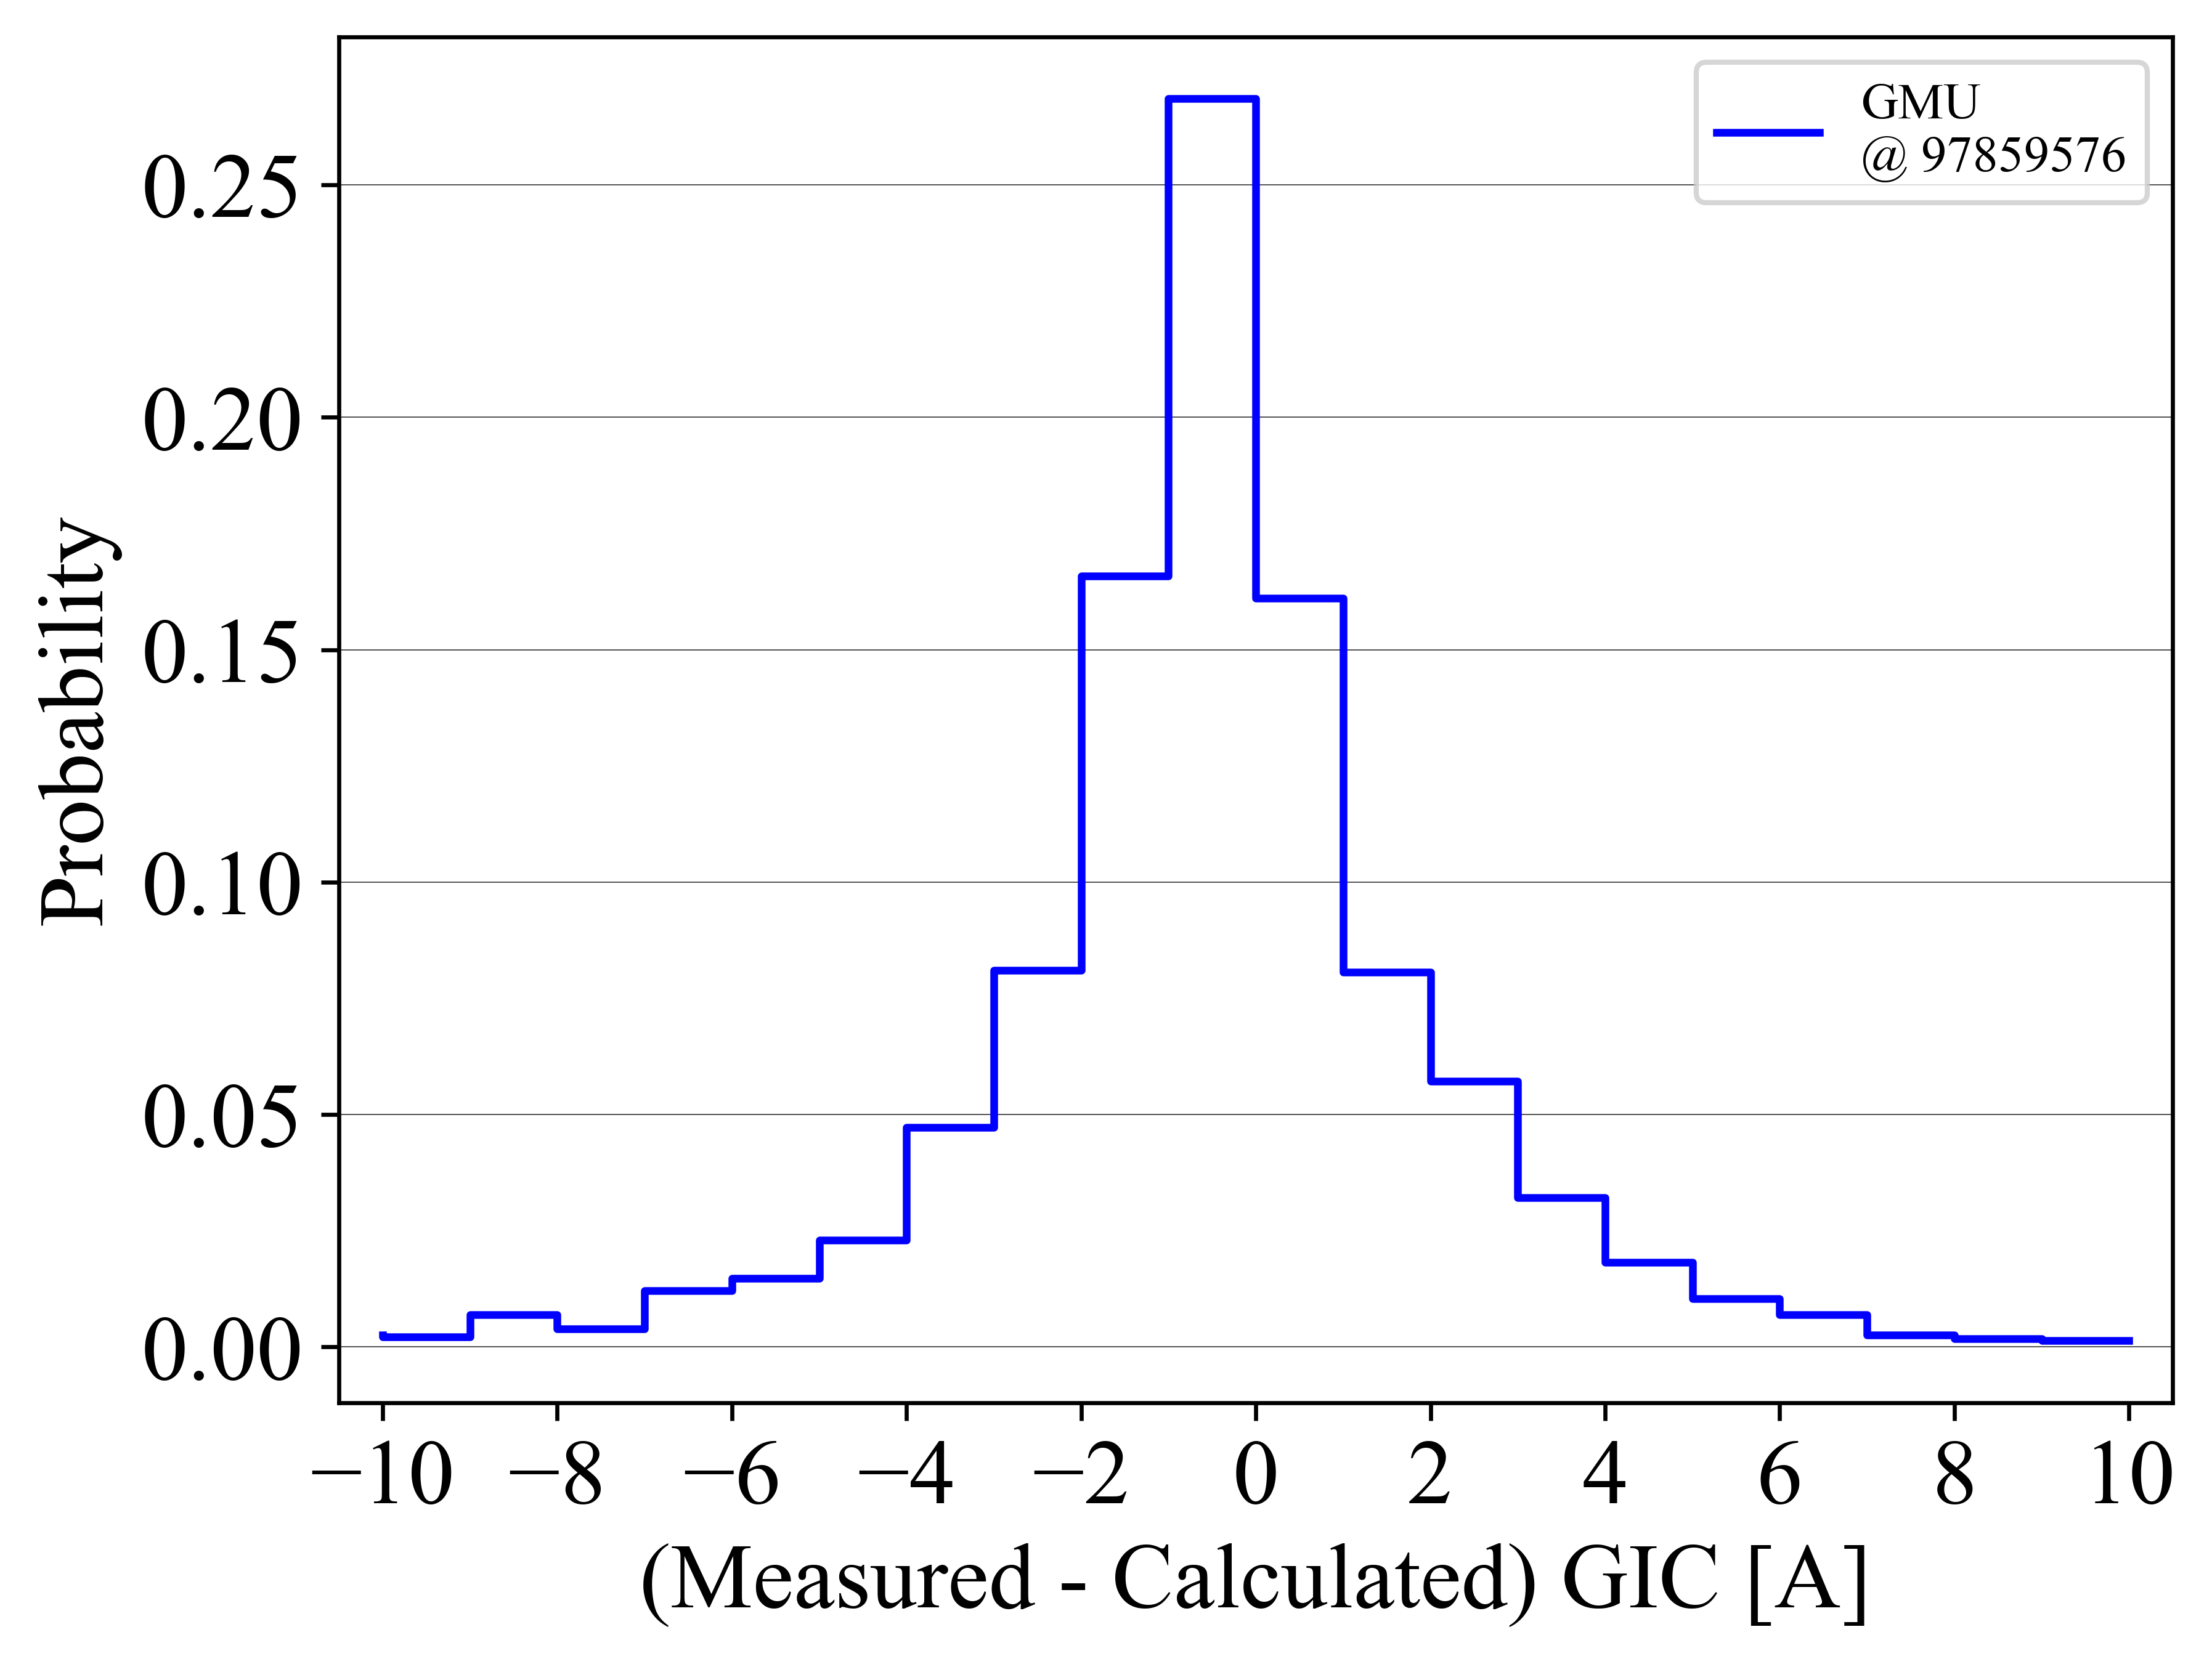 GMU
@ 97859576
0.25
0.20
0.15
0.10
0.05
0.00
Probability
−10 −8 −6 −4 −2 0 2 4 6 8 10
(Measured - Calculated) GIC [A]